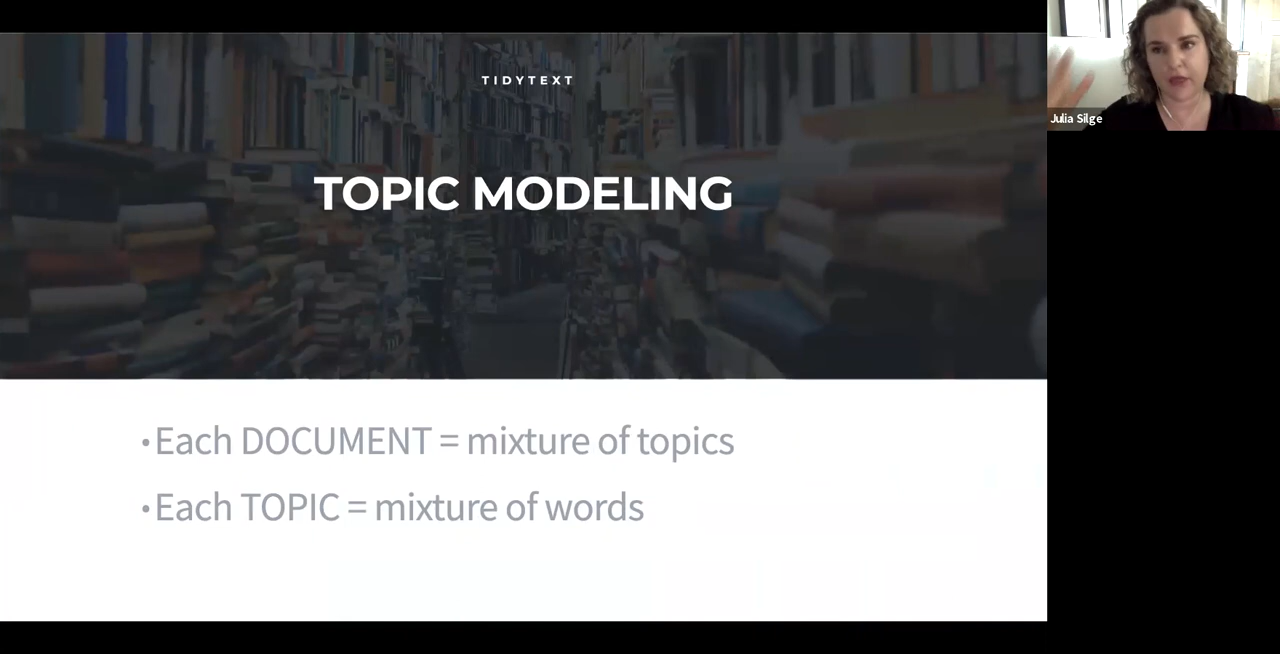 TIDYTEXT
TOPIC MODELING
• Each DOCUMENT = mixture of topics
• Each TOPIC = mixture of words
Julia Silge